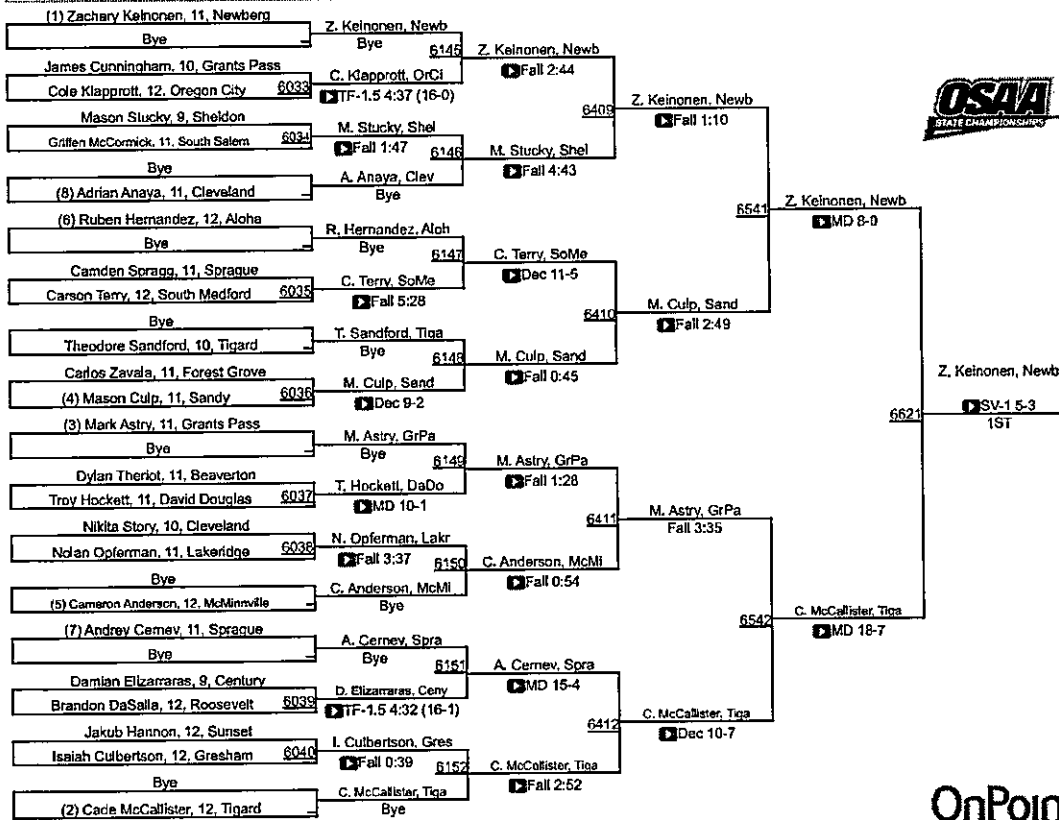 (1) Zachary Keinonen, 11, Newberg
Bye
Z. Keinonen, Newb
Bye
6145
James Cunningham, 10, Grants Pass
Cole Klapprott, 12, Oregon City
6033
C. Klapprott, OrCi
TF-1.5 4:37 (16-0)
Z. Keinonen, Newb
Fall 2:44
6409
Mason Slucky, 9, Sheldon
Griffen McCormick, 11, South Salem
6034
M. Stucky, Shel
Fall 1:47
6146
Bye
(8) Adrian Anaya, 11, Cleveland
A. Anaya, Clev
Bye
M. Stucky, Shel
Fall 4:43
Z. Keinonen, Newb
Fall 1:10
6541
(6) Ruben Hernandez, 12, Aloha
Bye
R. Hernandez, Aloh
Bye
6147
Camden Spragg, 11, Sprague
Carson Terry, 12, South Medford
6035
C. Terry, SoMe
Fall 5:28
C. Terry, SoMe
Dec 11-5
6410
Bye
Theodore Sandford, 10, Tigard
T. Sandford, Tiga
Bye
6148
Carlos Zavala, 11, Forest Grove
(4) Mason Culp, 11, Sandy
6036
M. Culp, Sand
Dec 9-2
M. Culp, Sand
Fall 0:45
M. Culp, Sand
Fall 2:49
Z. Keinonen, Newb
MD 8-0
6621
(3) Mark Astry, 11, Grants Pass
Bye
M. Astry, GrPa
Bye
6149
Dylan Theriot, 11, Beaverton
Troy Hockett, 11, David Douglas
6037
T. Hockett, DaDo
MD 10-1
M. Astry, GrPa
Fall 1:28
6411
Nikita Story, 10, Cleveland
Nolan Opferman, 11, Lakeridge
6038
N. Opferman, Lakr
Fall 3:37
6150
Bye
(5) Cameron Anderson, 12, McMinnville
C. Anderson, McMi
Bye
C. Anderson, McMi
Fall 0:54
M. Astry, GrPa
Fall 3:35
6542
(7) Andrey Cernev, 11, Sprague
Bye
A. Cernev, Spra
Bye
6151
Damian Elizarraras, 9, Century
Brandon DaSalla, 12, Roosevelt
6039
D. Elizarraras, Ceny
TF-1.5 4:32 (16-1)
A. Cernev, Spra
MD 15-4
6412
Jakub Hannon, 12, Sunset
Isaiah Culbertson, 12, Gresham
6040
I. Culbertson, Gres
Fall 0:39
6152
Bye
(2) Cade McCallister, 12, Tigard
C. McCallister, Tiga
Bye
C. McCallister, Tiga
Fall 2:52
C. McCallister, Tiga
Dec 10-7
C. McCallister, Tiga
MD 18-7
Z. Keinonen, Newb
SV-1 5-3
1ST
OSAA
STATE CHAMPIONSHIPS
OnPoin